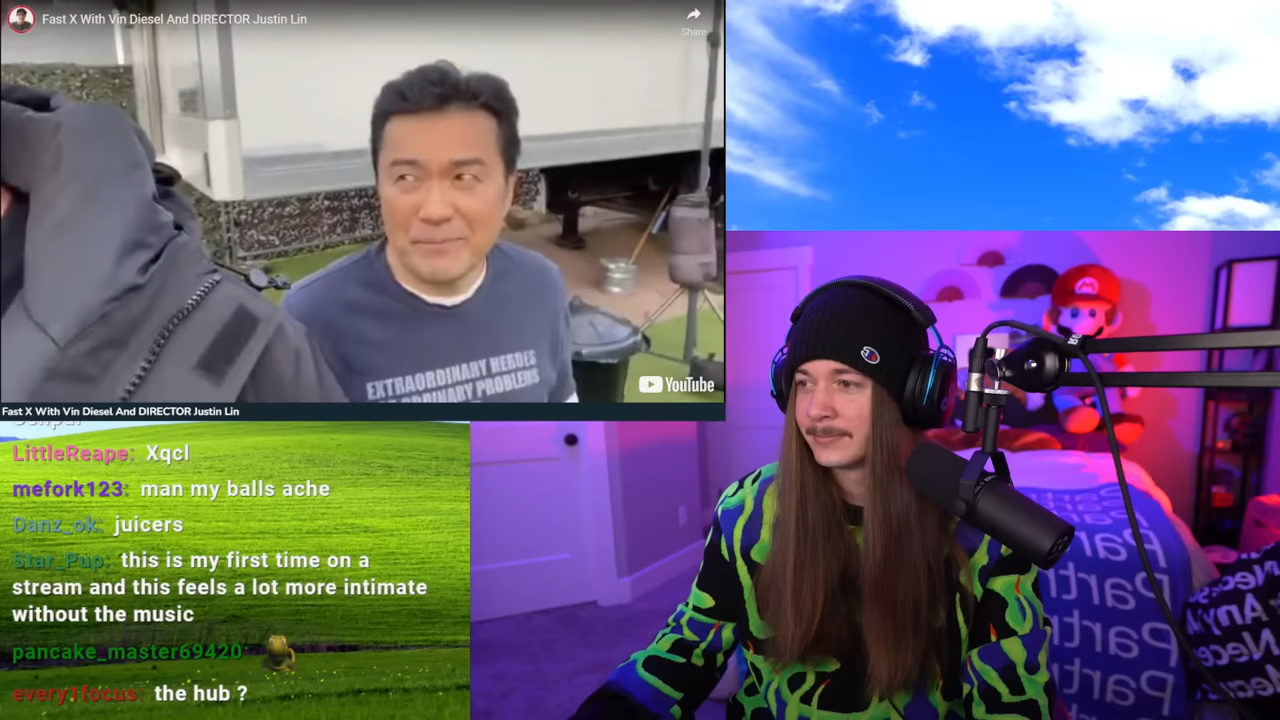 Fast X With Vin Diesel And DIRECTOR Justin Lin
Share
EXTRAORDINARY HEROES
ORDINARY PROBLEMS
YouTube
Fast X With Vin Diesel And DIRECTOR Justin Lin
LittleReape: Xqcl
mefork123: man my balls ache
Danz_ok: juicers
Star_Pup: this is my first time on a
stream and this feels a lot more intimate
without the music
pancake_master69420
every1focus: the hub ?